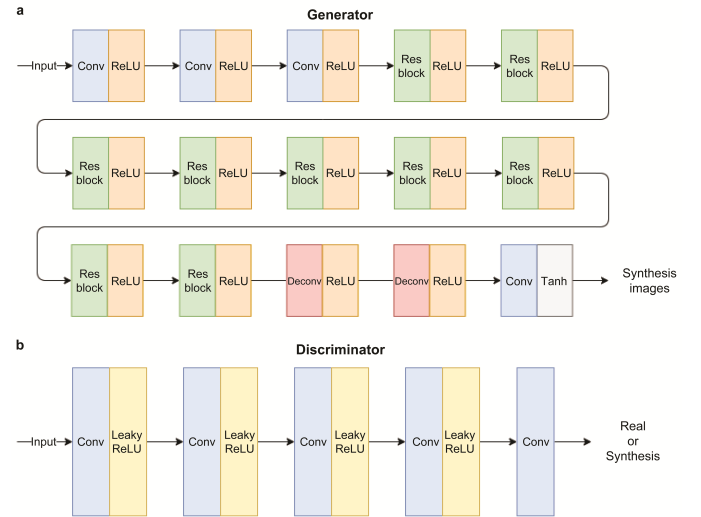 a
Generator
Input
Conv ReLU
Conv ReLU
Conv ReLU
Res
block
ReLU
Res
block
ReLU
Res
block
ReLU
Res
block
ReLU
Res
block
ReLU
Res
block
ReLU
Res
block
ReLU
Res
block
ReLU
Res
block
ReLU
Deconv ReLU
Deconv ReLU
Conv Tanh
Synthesis
images
b
Discriminator
Input
Conv
Leaky
ReLU
Conv
Leaky
ReLU
Conv
Leaky
ReLU
Conv
Leaky
ReLU
Conv
Real
or
Synthesis